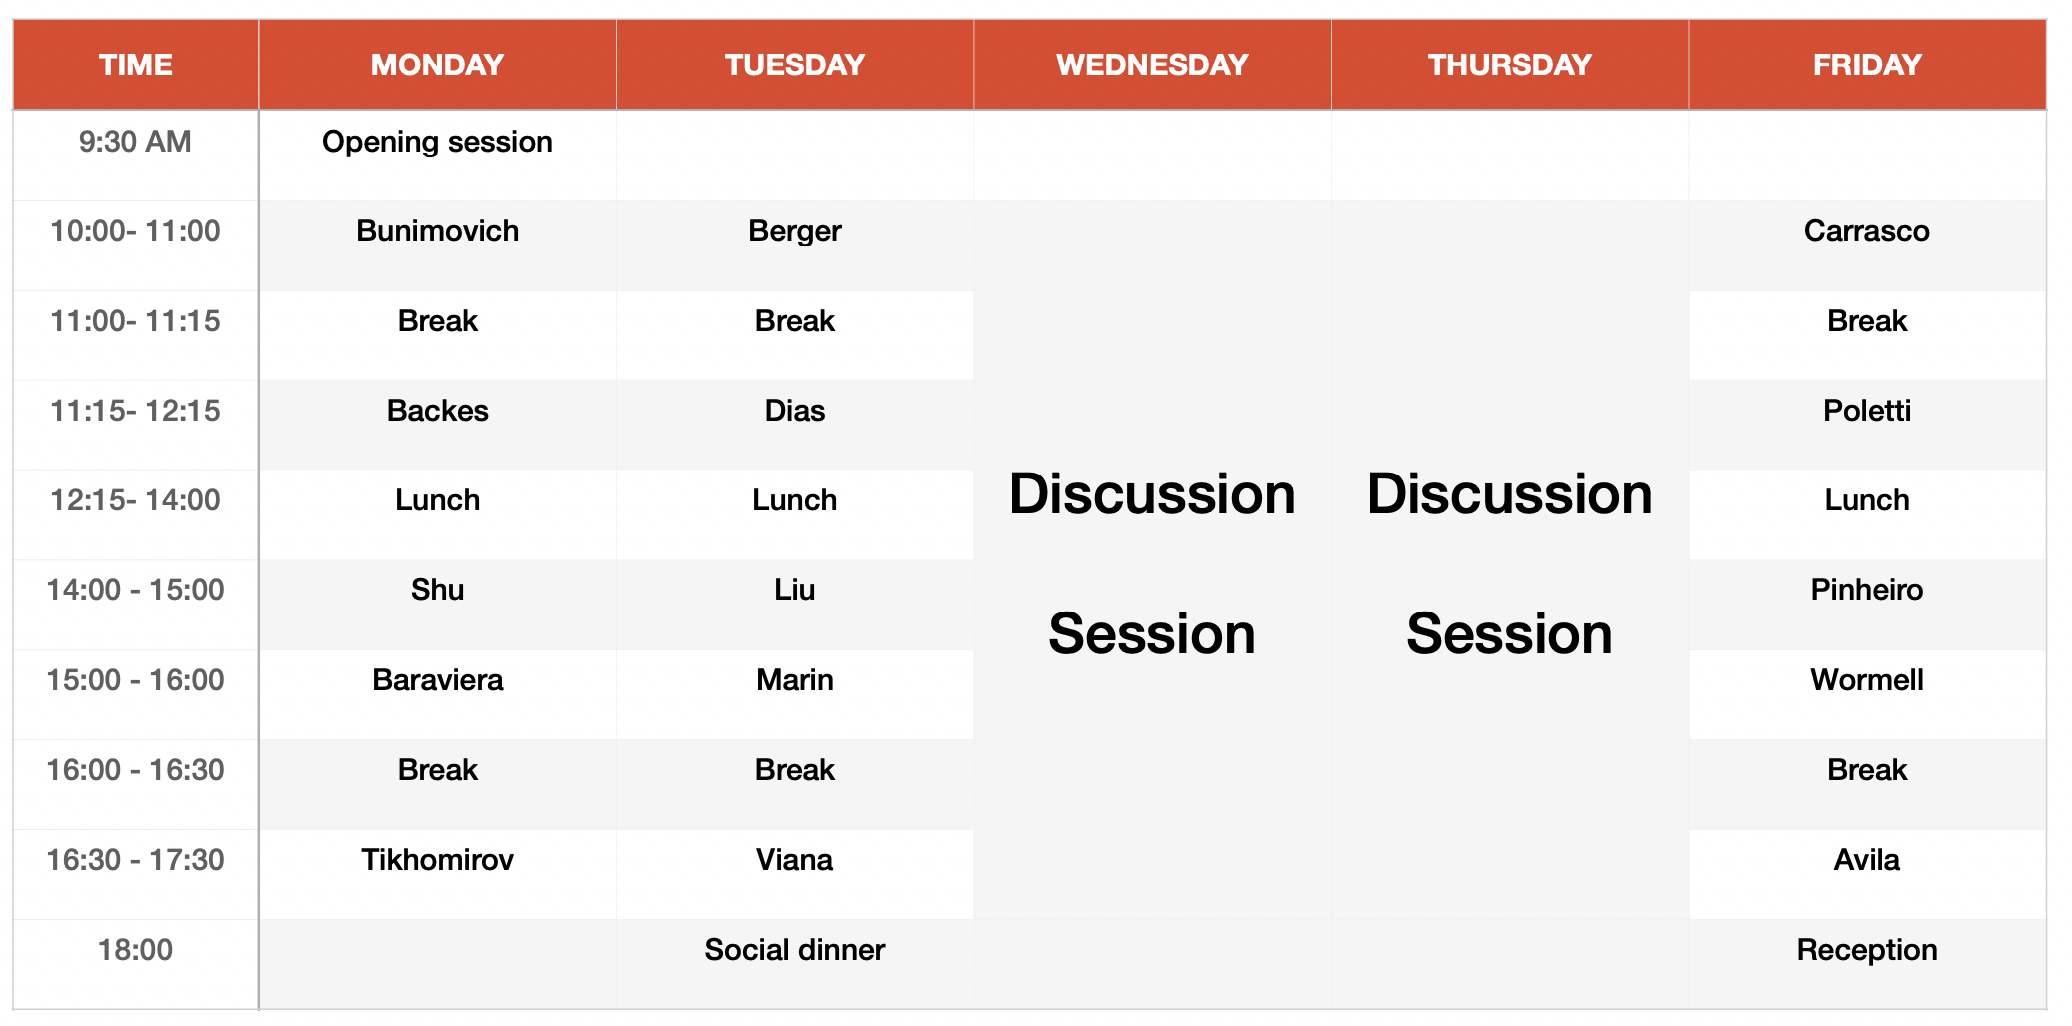 TIME MONDAY TUESDAY WEDNESDAY THURSDAY FRIDAY
9:30 AM Opening session
10:00- 11:00 Bunimovich Berger Carrasco
11:00- 11:15 Break Break Break
11:15- 12:15 Backes Dias Poletti
12:15- 14:00 Lunch Lunch Discussion Discussion Lunch
14:00 - 15:00 Shu Liu Session Session Pinheiro
15:00 - 16:00 Baraviera Marin Wormell
16:00 - 16:30 Break Break Break
16:30 - 17:30 Tikhomirov Viana Avila
18:00 Social dinner Reception